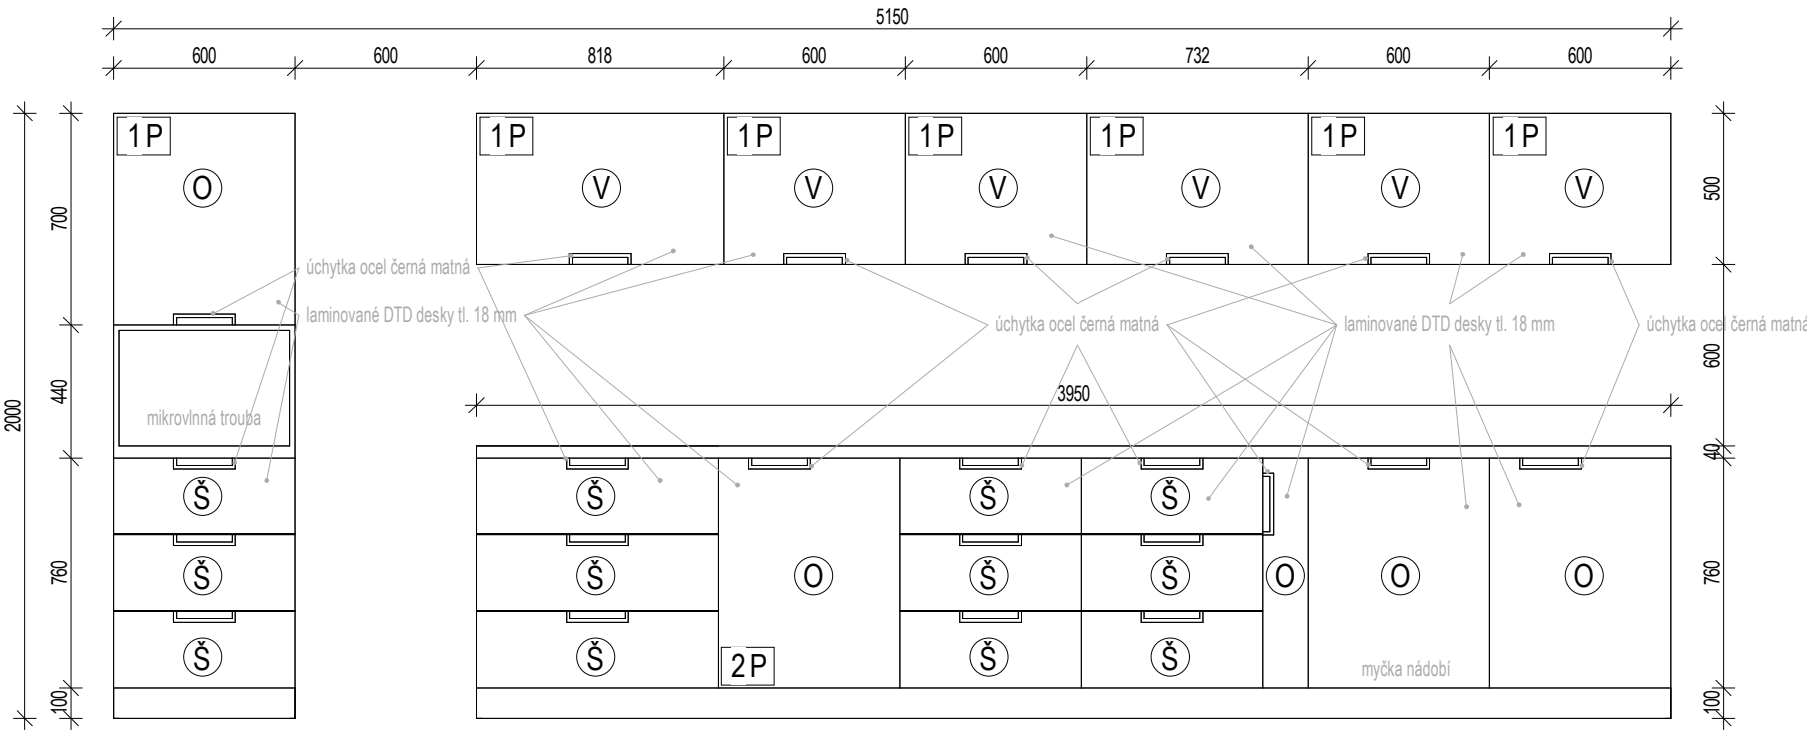 5150
600 600 818 600 600 732 600 600
1P 1P 1P 1P 1P 1P 1P
O V V V V V V
700 500
úchytka ocel černá matná
laminované DTD desky tl. 18 mm
úchytka ocel černá matná laminované DTD desky tl. 18 mm úchytka ocel černá matná
600
2000 440 3950
mikrovlnná trouba
40
Š Š Š Š
760 Š Š O Š Š O O O 760
Š Š Š Š
2P myčka nádobí
100 100